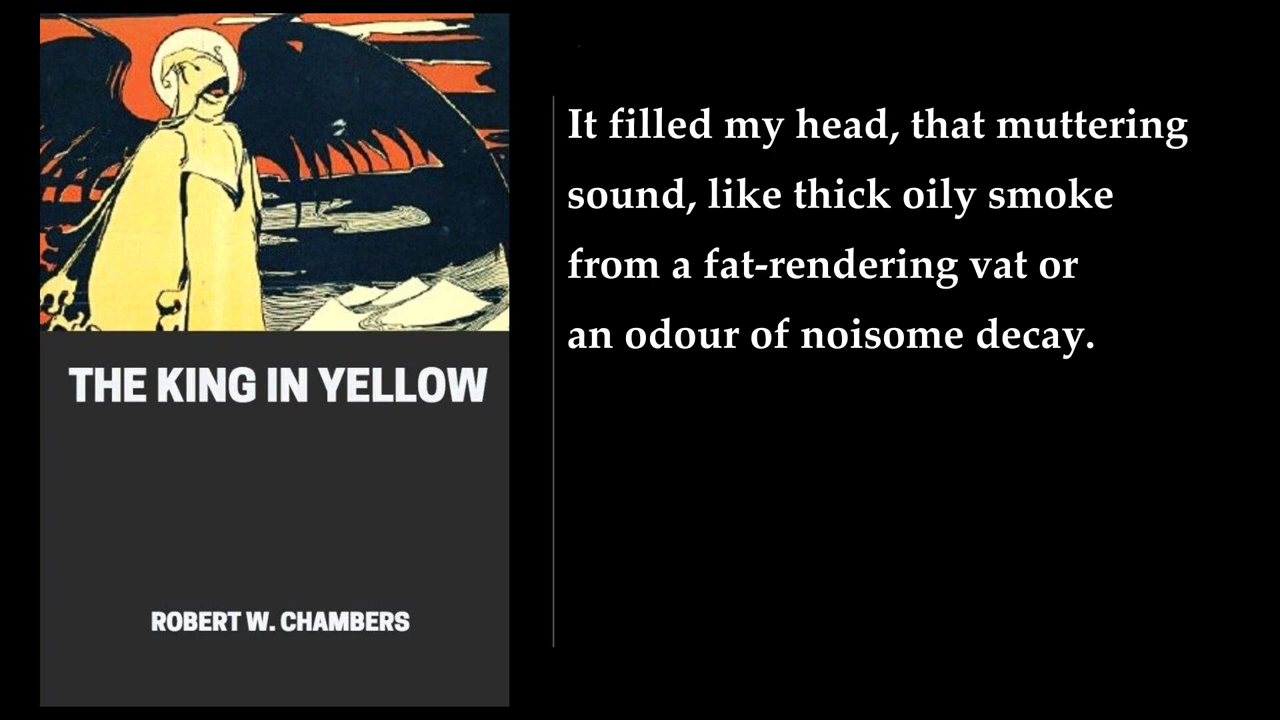 THE KING IN YELLOW
ROBERT W. CHAMBERS
It filled my head, that muttering
sound, like thick oily smoke
from a fat-rendering vat or
an odour of noisome decay.